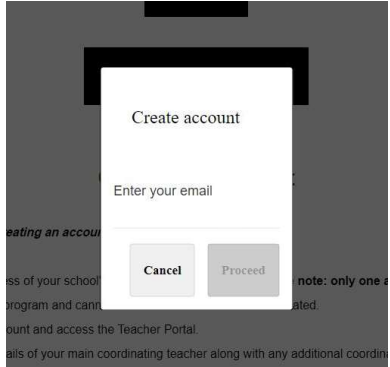 Create account
Enter your email
Cancel Proceed
eating an accou
ess of your school' note: only one a
program and cann ated.
ount and access the Teacher Portal.
ails of your main coordinating teacher along with any additional coordin